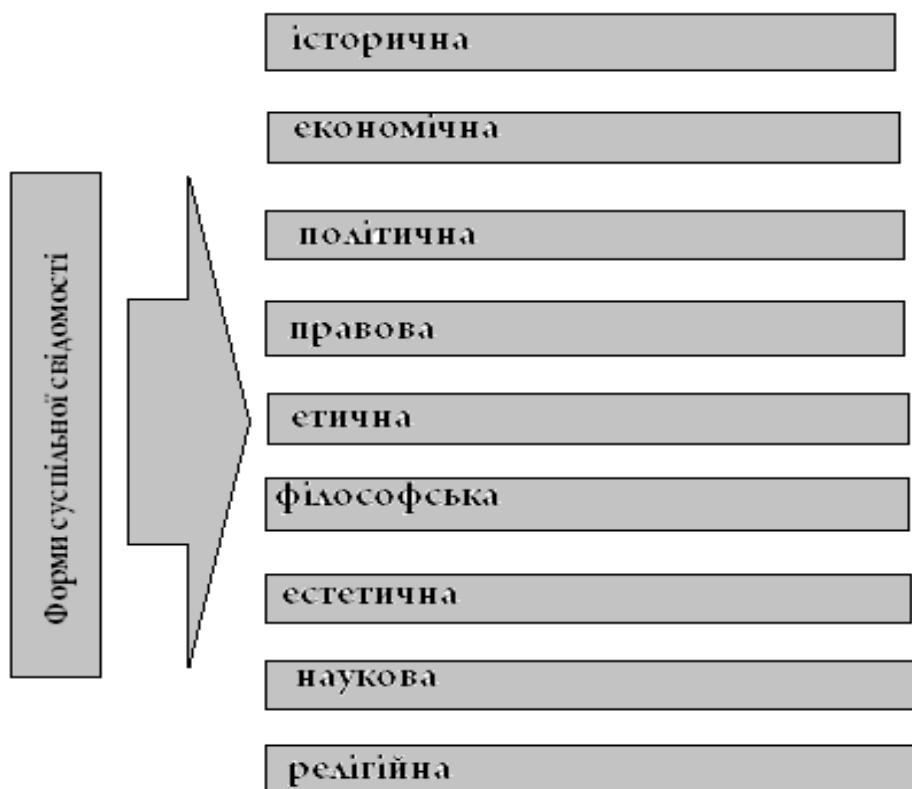 Форми суспільної свідомості
історична
економічна
політична
правова
етична
філософська
естетична
наукова
релігійна